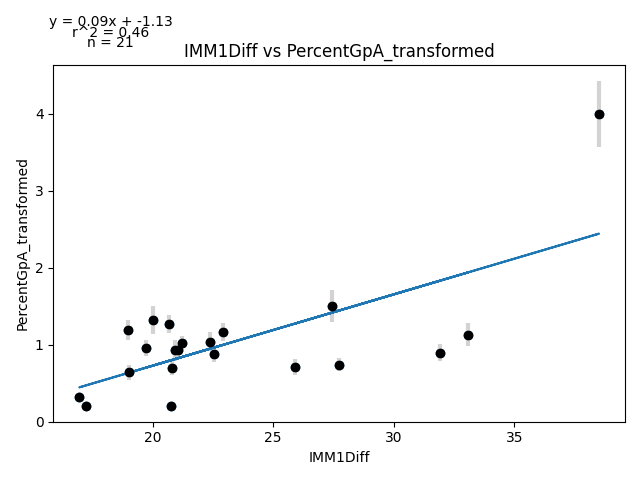 y = 0.09x + -1.13
r^2 = 0.46
n = 21
IMM1Diff vs PercentGpA_transformed
PercentGpA_transformed
4
3
2
1
0
20 25 30 35
IMM1Diff